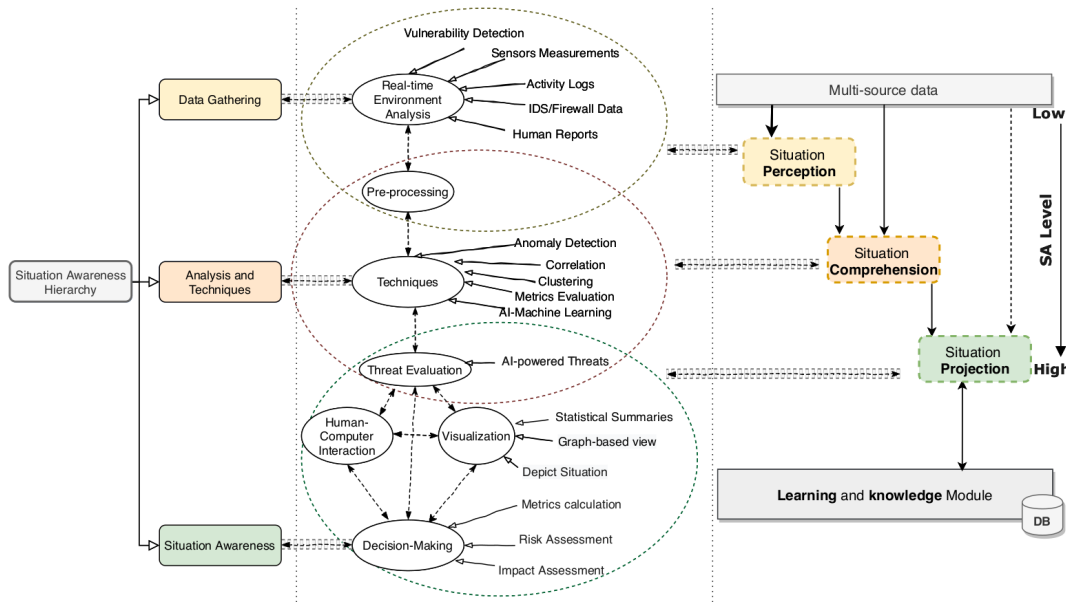 Situation Awareness
Hierarchy
Data Gathering
Analysis and
Techniques
Situation Awareness
Vulnerability Detection
Sensors Measurements
Activity Logs
IDS/Firewall Data
Human Reports
Real-time
Environment
Analysis
Pre-processing
Anomaly Detection
Correlation
Clustering
Metrics Evaluation
AI-Machine Learning
Techniques
AI-powered Threats
Threat Evaluation
Human-
Computer
Interaction
Visualization
Statistical Summaries
Graph-based view
Depict Situation
Metrics calculation
Risk Assessment
Impact Assessment
Decision-Making
Multi-source data
Low
Situation
Perception
Situation
Comprehension
SA Level
Situation
Projection
High
Learning and knowledge Module
DB